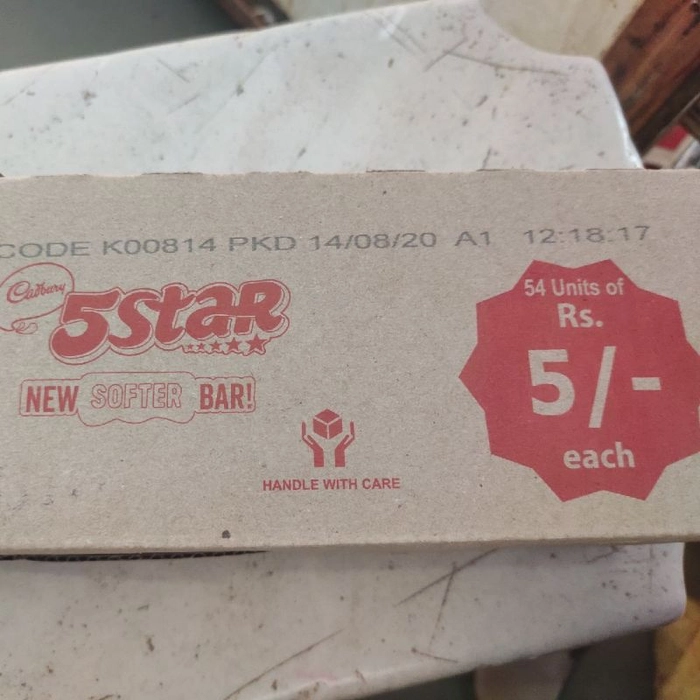 CODE K00814 PKD 14/08/20 A1 12:18:17
Cadbury
5Star
NEW SOFTER BAR!
HANDLE WITH CARE
54 Units of
Rs.
5/-
each